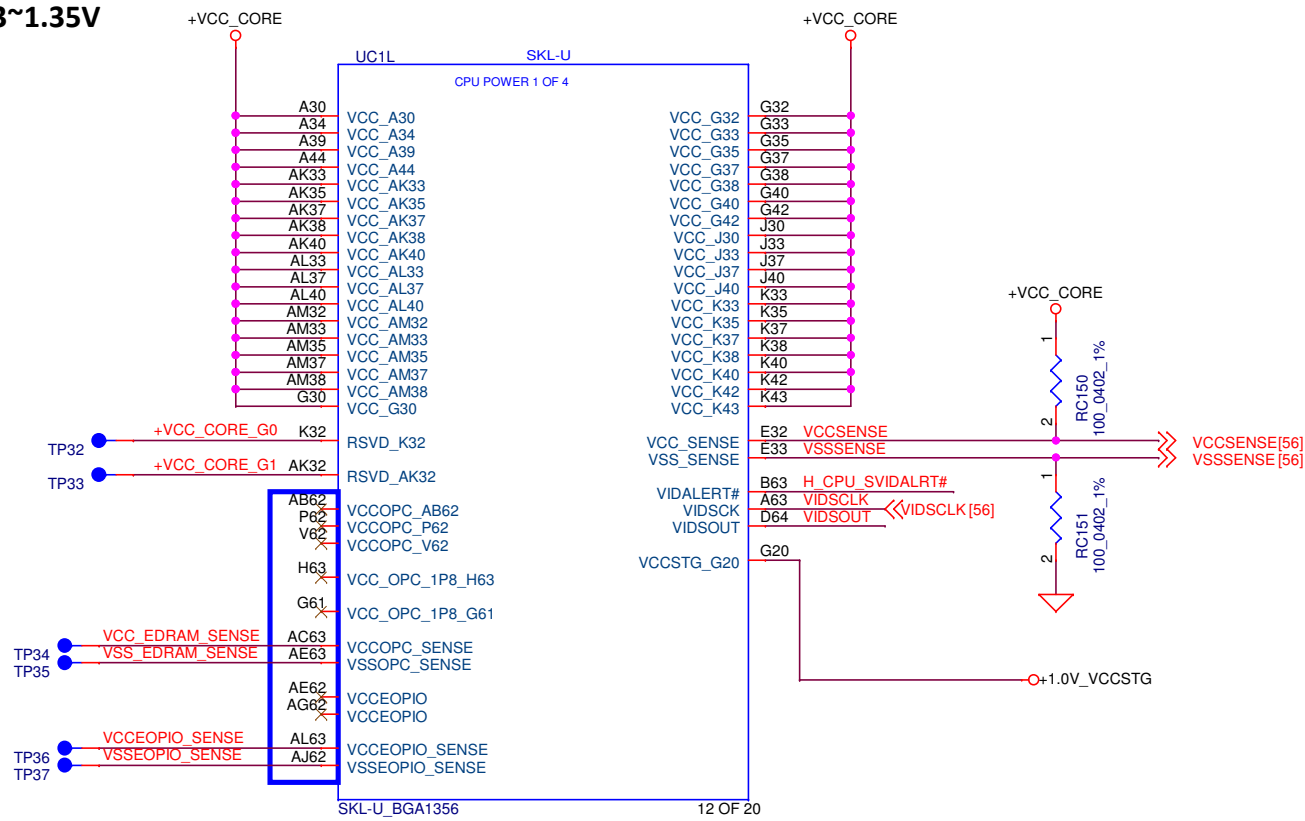 3~1.35V
+VCC_CORE
+VCC_CORE
UC1L
SKL-U
CPU POWER 1 OF 4
A30 VCC_A30
A34 VCC_A34
A39 VCC_A39
A44 VCC_A44
AK33 VCC_AK33
AK35 VCC_AK35
AK37 VCC_AK37
AK38 VCC_AK38
AK40 VCC_AK40
AL33 VCC_AL33
AL37 VCC_AL37
AL40 VCC_AL40
AM32 VCC_AM32
AM33 VCC_AM33
AM35 VCC_AM35
AM37 VCC_AM37
AM38 VCC_AM38
G30 VCC_G30
TP32 +VCC_CORE_G0 K32 RSVD_K32
TP33 +VCC_CORE_G1 AK32 RSVD_AK32
AB62 VCCOPC_AB62
P62 VCCOPC_P62
V62 VCCOPC_V62
H63 VCC_OPC_1P8_H63
G61 VCC_OPC_1P8_G61
TP34 VCC_EDRAM_SENSE AC63 VCCOPC_SENSE
TP35 VSS_EDRAM_SENSE AE63 VSSOPC_SENSE
AE62 VCCEOPIO
AG62 VCCEOPIO
TP36 VCCEOPIO_SENSE AL63 VCCEOPIO_SENSE
TP37 VSSEOPIO_SENSE AJ62 VSSEOPIO_SENSE
VCC_G32 G32
VCC_G33 G33
VCC_G35 G35
VCC_G37 G37
VCC_G38 G38
VCC_G40 G40
VCC_G42 G42
VCC_J30 J30
VCC_J33 J33
VCC_J37 J37
VCC_J40 J40
VCC_K33 K33
VCC_K35 K35
VCC_K37 K37
VCC_K38 K38
VCC_K40 K40
VCC_K42 K42
VCC_K43 K43
+VCC_CORE
1
2
RC150
100_0402_1%
VCC_SENSE E32 VCCSENSE VCCSENSE[56]
VSS_SENSE E33 VSSSENSE VSSSENSE[56]
1
2
RC151
100_0402_1%
VIDALERT# B63 H_CPU_SVIDALRT#
VIDSCK A63 VIDSCLK VIDSCLK[56]
VIDSOUT D64 VIDSOUT
VCCSTG_G20 G20
+1.0V_VCCSTG
SKL-U_BGA1356
12 OF 20